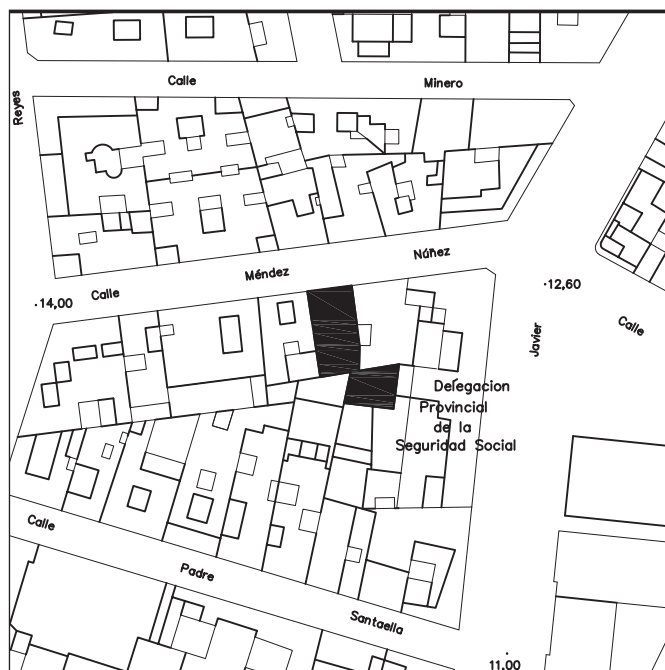 Calle Minero
Reyes
Calle Méndez Núñez
·14,00
·12,60
Javier
Calle
Delegacion
Provincial
de la
Seguridad Social
Calle Padre Santaella
11,00